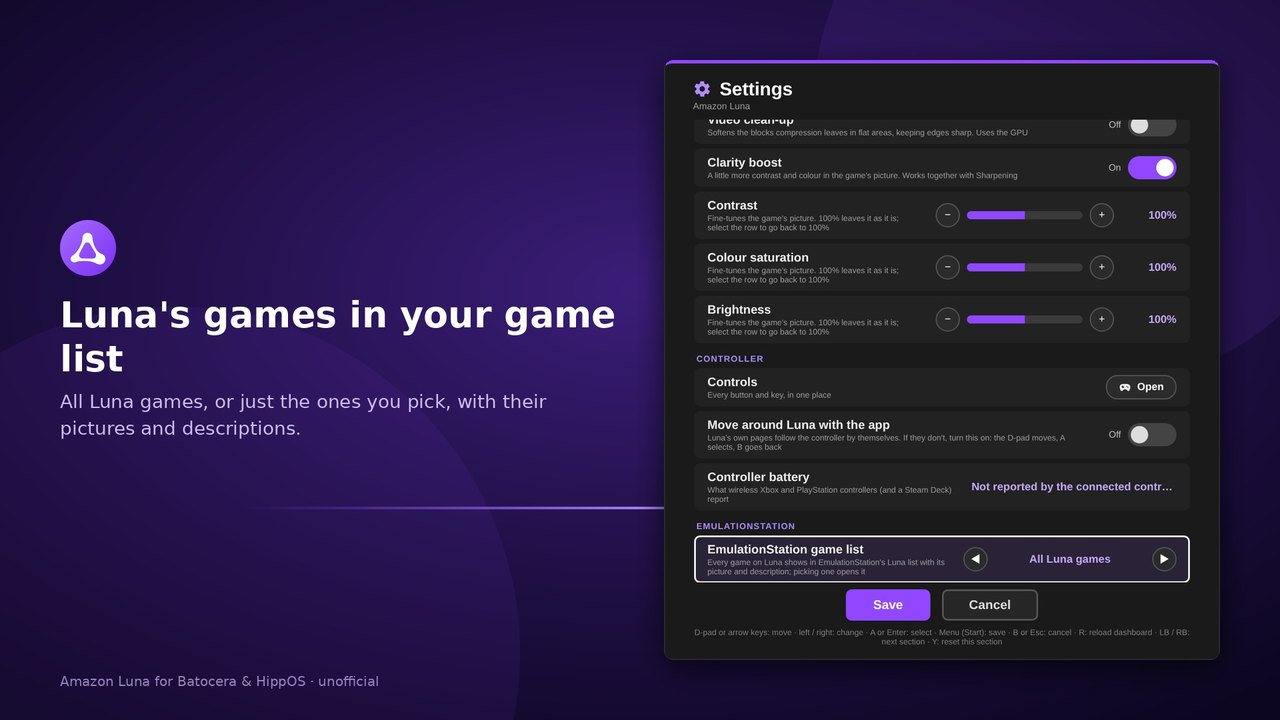 Luna's games in your game
list
All Luna games, or just the ones you pick, with their
pictures and descriptions.
Amazon Luna for Batocera & HippOS · unofficial
Settings
Amazon Luna
Video clean-up
Softens the blocks compression leaves in flat areas, keeping edges sharp. Uses the GPU
Off
Clarity boost
A little more contrast and colour in the game's picture. Works together with Sharpening
On
Contrast
Fine-tunes the game's picture. 100% leaves it as it is;
select the row to go back to 100%
−
+
100%
Colour saturation
Fine-tunes the game's picture. 100% leaves it as it is;
select the row to go back to 100%
−
+
100%
Brightness
Fine-tunes the game's picture. 100% leaves it as it is;
select the row to go back to 100%
−
+
100%
CONTROLLER
Controls
Every button and key, in one place
Open
Move around Luna with the app
Luna's own pages follow the controller by themselves. If they don't, turn this on: the D-pad moves, A
selects, B goes back
Off
Controller battery
What wireless Xbox and PlayStation controllers (and a Steam Deck)
report
Not reported by the connected contr…
EMULATIONSTATION
EmulationStation game list
Every game on Luna shows in EmulationStation's Luna list with its
picture and description; picking one opens it
All Luna games
Save
Cancel
D-pad or arrow keys: move · left / right: change · A or Enter: select · Menu (Start): save · B or Esc: cancel · R: reload dashboard · LB / RB:
next section · Y: reset this section